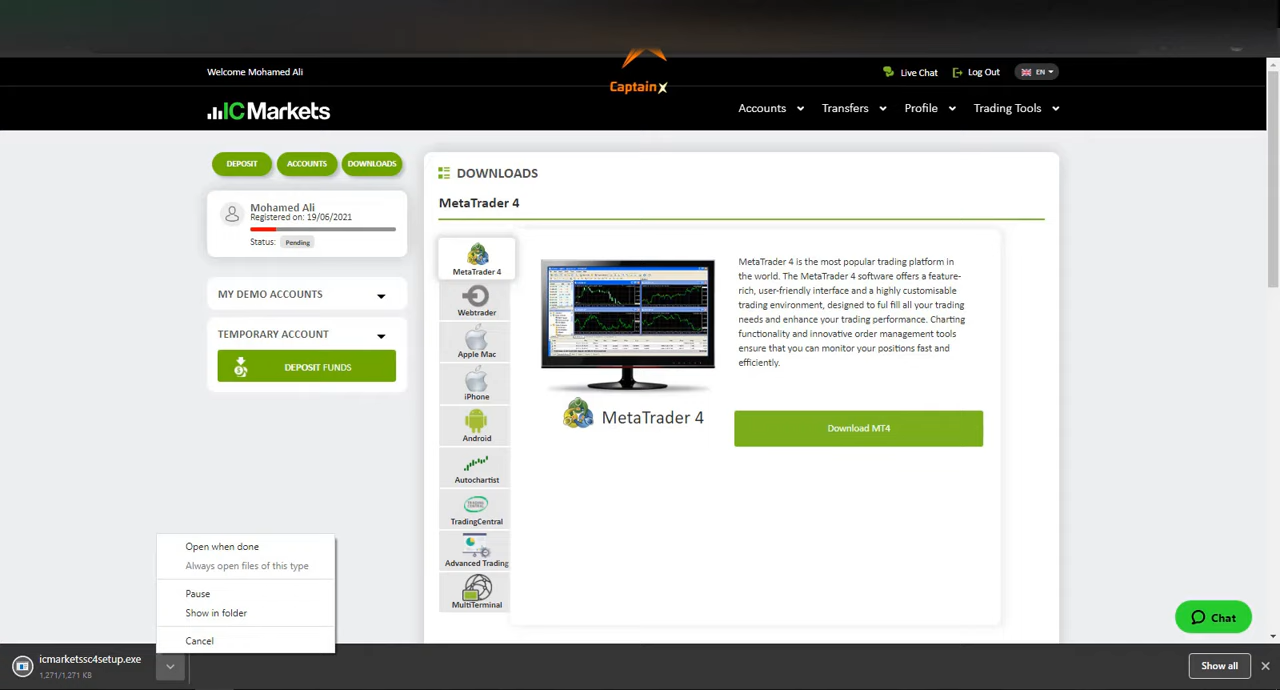 Welcome Mohamed Ali
CaptainX
Live Chat
Log Out
EN
ICMarkets
Accounts
Transfers
Profile
Trading Tools
DEPOSIT
ACCOUNTS
DOWNLOADS
Mohamed Ali
Registered on: 19/06/2021
Status: Pending
MY DEMO ACCOUNTS
TEMPORARY ACCOUNT
DEPOSIT FUNDS
DOWNLOADS
MetaTrader 4
MetaTrader 4
Webtrader
Apple Mac
iPhone
Android
Autochartist
TradingCentral
Advanced Trading
MultiTerminal
MetaTrader 4
MetaTrader 4 is the most popular trading platform in
the world. The MetaTrader 4 software offers a feature-
rich, user-friendly interface and a highly customisable
trading environment, designed to ful fill all your trading
needs and enhance your trading performance. Charting
functionality and innovative order management tools
ensure that you can monitor your positions fast and
efficiently.
Download MT4
Open when done
Always open files of this type
Pause
Show in folder
Cancel
Chat
icmarketssc4setup.exe
1,271/1,271 KB
Show all